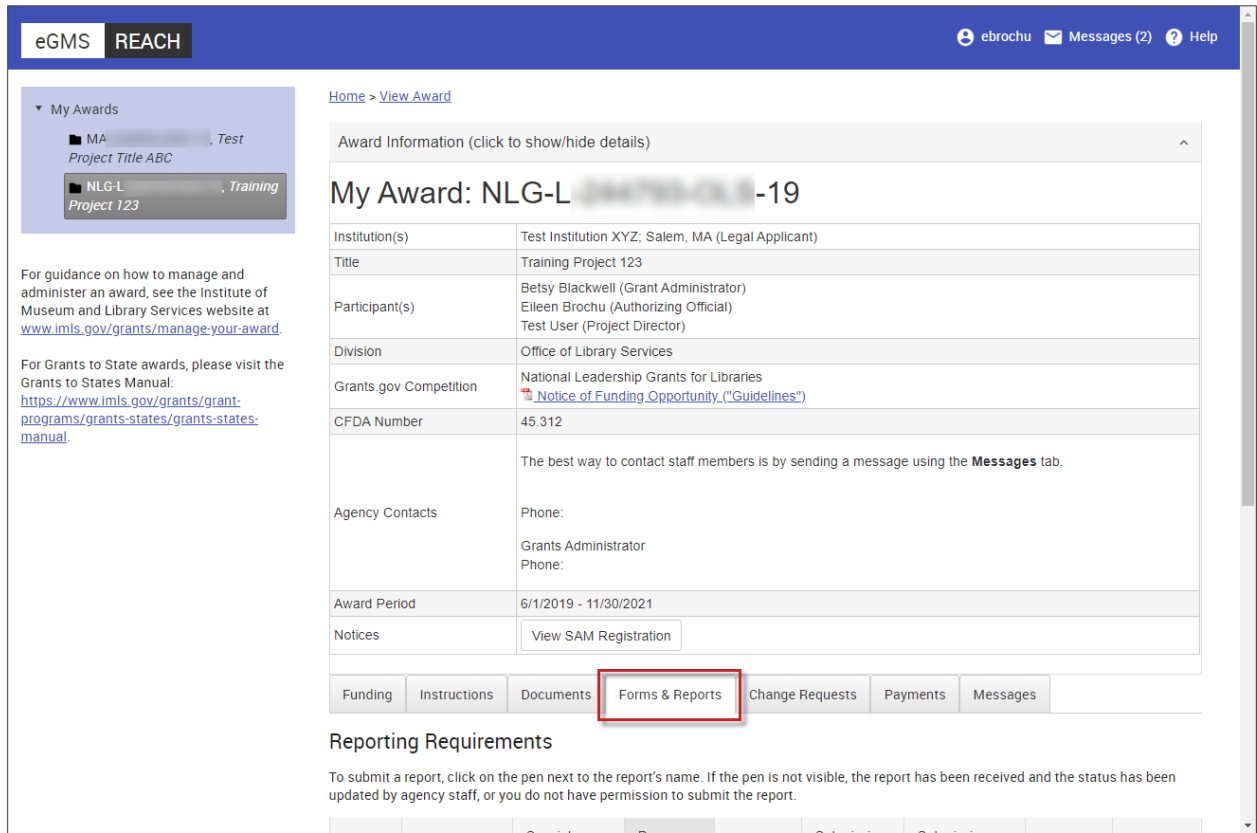 eGMS REACH
ebrochu Messages (2) Help
My Awards
MA , Test
Project Title ABC
NLG-L , Training
Project 123
For guidance on how to manage and
administer an award, see the Institute of
Museum and Library Services website at
www.imls.gov/grants/manage-your-award.
For Grants to State awards, please visit the
Grants to States Manual:
https://www.imls.gov/grants/grant-
programs/grants-states/grants-states-
manual.
Home > View Award
Award Information (click to show/hide details)
My Award: NLG-L -19
Institution(s) Test Institution XYZ; Salem, MA (Legal Applicant)
Title Training Project 123
Participant(s)
Betsy Blackwell (Grant Administrator)
Eileen Brochu (Authorizing Official)
Test User (Project Director)
Division Office of Library Services
Grants.gov Competition
National Leadership Grants for Libraries
Notice of Funding Opportunity ("Guidelines")
CFDA Number 45.312
Agency Contacts
The best way to contact staff members is by sending a message using the Messages tab.
Phone:
Grants Administrator
Phone:
Award Period 6/1/2019 - 11/30/2021
Notices View SAM Registration
Funding Instructions Documents Forms & Reports Change Requests Payments Messages
Reporting Requirements
To submit a report, click on the pen next to the report's name. If the pen is not visible, the report has been received and the status has been
updated by agency staff, or you do not have permission to submit the report.